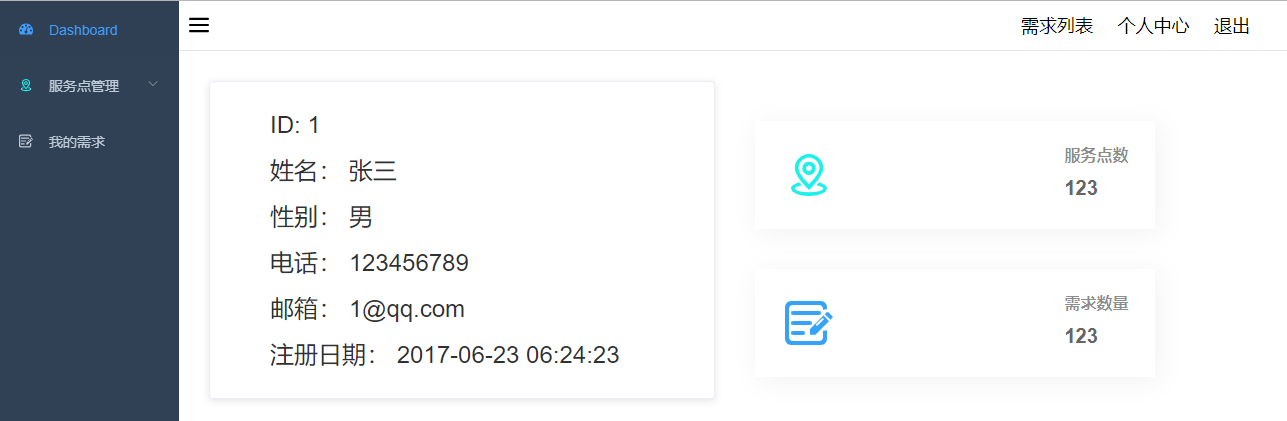 Dashboard
服务点管理
我的需求
需求列表 个人中心 退出
ID: 1
姓名： 张三
性别： 男
电话： 123456789
邮箱： 1@qq.com
注册日期： 2017-06-23 06:24:23
服务点数
123
需求数量
123